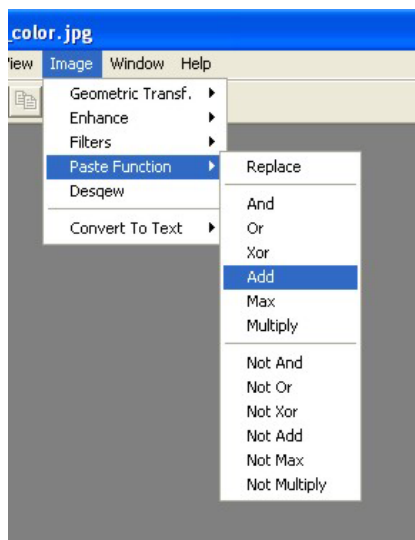 _color.jpg
View Image Window Help
Geometric Transf.
Enhance
Filters
Paste Function
Desqew
Convert To Text
Replace
And
Or
Xor
Add
Max
Multiply
Not And
Not Or
Not Xor
Not Add
Not Max
Not Multiply